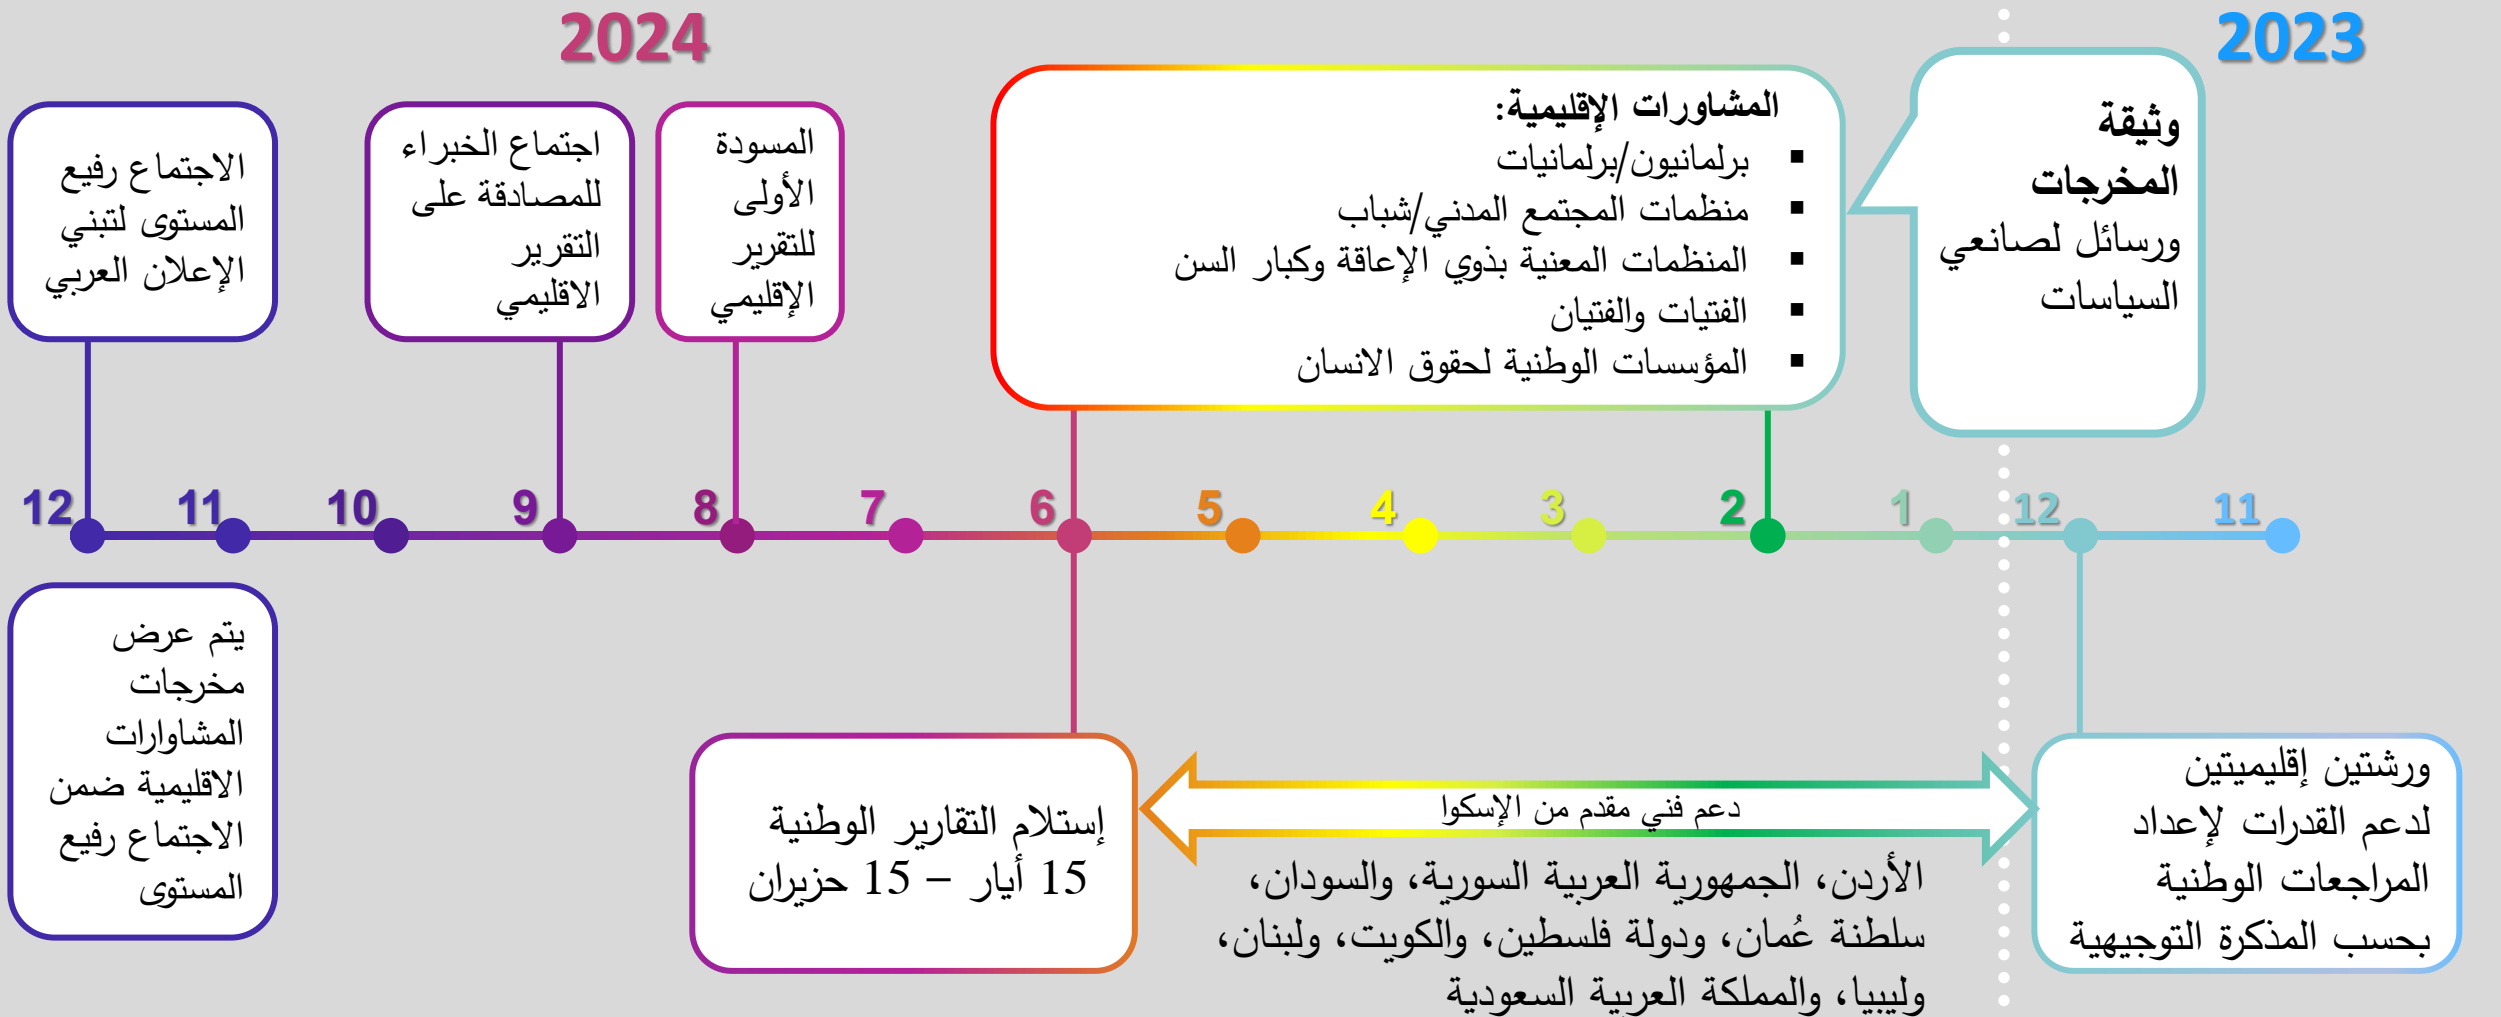 2023
2024
وثيقة
المخرجات
ورسائل لصانعي
السياسات
المشاورات الإقليمية:
▪ برلمانيون/برلمانيات
▪ منظمات المجتمع المدني/شباب
▪ المنظمات المعنية بذوي الإعاقة وكبار السن
▪ الفتيات والفتيان
▪ المؤسسات الوطنية لحقوق الانسان
المسودة
الأولى
للتقرير
الإقليمي
اجتماع الخبراء
للمصادقة على
التقرير
الاقليمي
الاجتماع رفيع
المستوى لتبني
الإعلان العربي
11
12
1
2
3
4
5
6
7
8
9
10
11
12
ورشتين إقليميتين
لدعم القدرات لإعداد
المراجعات الوطنية
بحسب المذكرة التوجيهية
دعم فني مقدم من الإسكوا
الأردن، الجمهورية العربية السورية، والسودان،
سلطنة عُمان، ودولة فلسطين، والكويت، ولبنان،
وليبيا، والمملكة العربية السعودية
إستلام التقارير الوطنية
15 أيار – 15 حزيران
يتم عرض
مخرجات
المشاوارات
الاقليمية ضمن
الاجتماع رفيع
المستوى